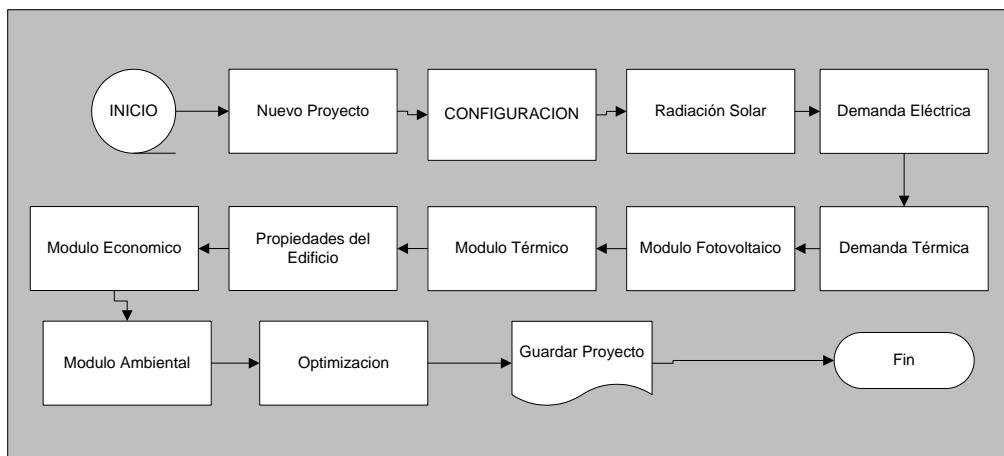 INICIO
Nuevo Proyecto
CONFIGURACION
Radiación Solar
Demanda Eléctrica
Modulo Economico
Propiedades del
Edificio
Modulo Térmico
Modulo Fotovoltaico
Demanda Térmica
Modulo Ambiental
Optimizacion
Guardar Proyecto
Fin